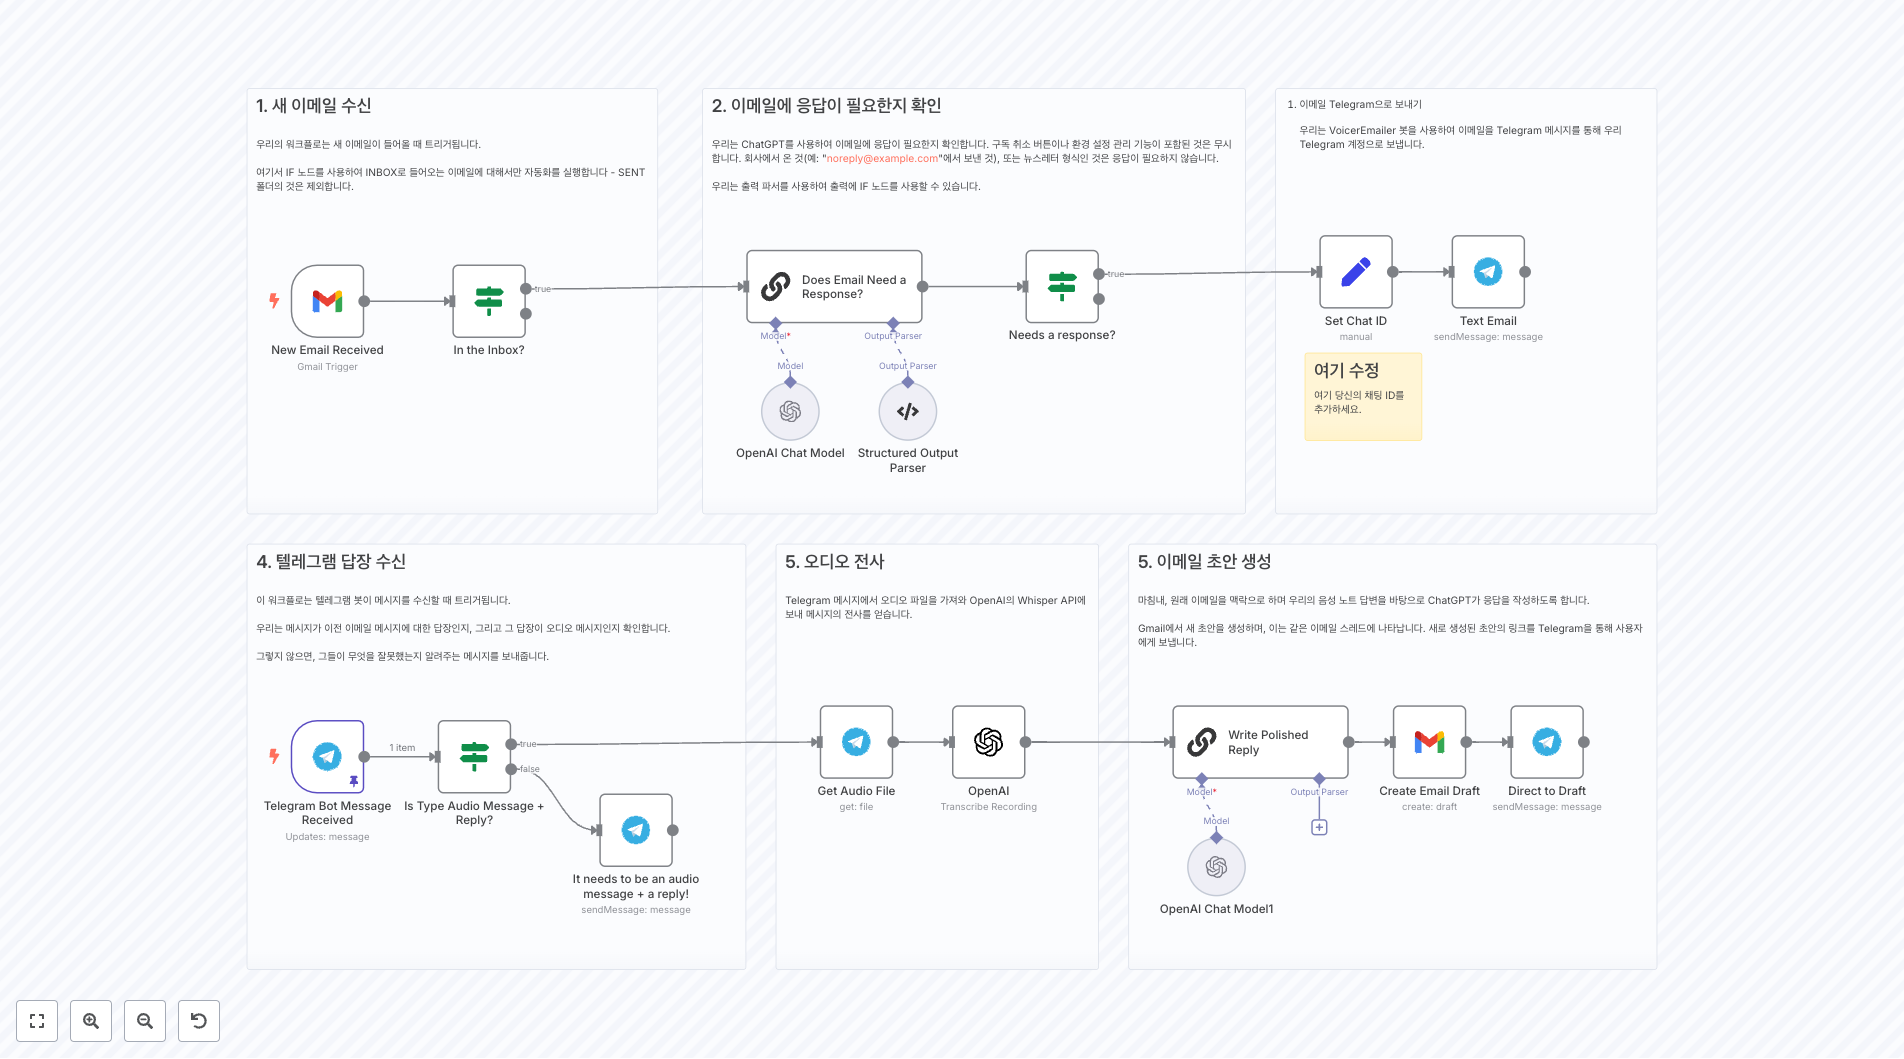 1. 새 이메일 수신
우리의 워크플로는 새 이메일이 들어올 때 트리거됩니다.
여기서 IF 노드를 사용하여 INBOX로 들어오는 이메일에 대해서만 자동화를 실행합니다 - SENT
폴더의 것은 제외합니다.
true
New Email Received
Gmail Trigger
In the Inbox?
2. 이메일에 응답이 필요한지 확인
우리는 ChatGPT를 사용하여 이메일에 응답이 필요한지 확인합니다. 구독 취소 버튼이나 환경 설정 관리 기능이 포함된 것은 무시
합니다. 회사에서 온 것(예: "noreply@example.com"에서 보낸 것), 또는 뉴스레터 형식인 것은 응답이 필요하지 않습니다.
우리는 출력 파서를 사용하여 출력에 IF 노드를 사용할 수 있습니다.
Does Email Need a
Response?
true
Needs a response?
Model*
Output Parser
Model
Output Parser
OpenAI Chat Model
Structured Output
Parser
1. 이메일 Telegram으로 보내기
우리는 VoicerEmailer 봇을 사용하여 이메일을 Telegram 메시지를 통해 우리
Telegram 계정으로 보냅니다.
Set Chat ID
manual
Text Email
sendMessage: message
여기 수정
여기 당신의 채팅 ID를
추가하세요.
4. 텔레그램 답장 수신
이 워크플로는 텔레그램 봇이 메시지를 수신할 때 트리거됩니다.
우리는 메시지가 이전 이메일 메시지에 대한 답장인지, 그리고 그 답장이 오디오 메시지인지 확인합니다.
그렇지 않으면, 그들이 무엇을 잘못했는지 알려주는 메시지를 보내줍니다.
1 item
true
false
Telegram Bot Message
Received
Updates: message
Is Type Audio Message +
Reply?
It needs to be an audio
message + a reply!
sendMessage: message
5. 오디오 전사
Telegram 메시지에서 오디오 파일을 가져와 OpenAI의 Whisper API에
보내 메시지의 전사를 얻습니다.
Get Audio File
get: file
OpenAI
Transcribe Recording
5. 이메일 초안 생성
마침내, 원래 이메일을 맥락으로 하며 우리의 음성 노트 답변을 바탕으로 ChatGPT가 응답을 작성하도록 합니다.
Gmail에서 새 초안을 생성하며, 이는 같은 이메일 스레드에 나타납니다. 새로 생성된 초안의 링크를 Telegram을 통해 사용자
에게 보냅니다.
Write Polished
Reply
Model*
Output Parser
Model
OpenAI Chat Model1
Create Email Draft
create: draft
Direct to Draft
sendMessage: message